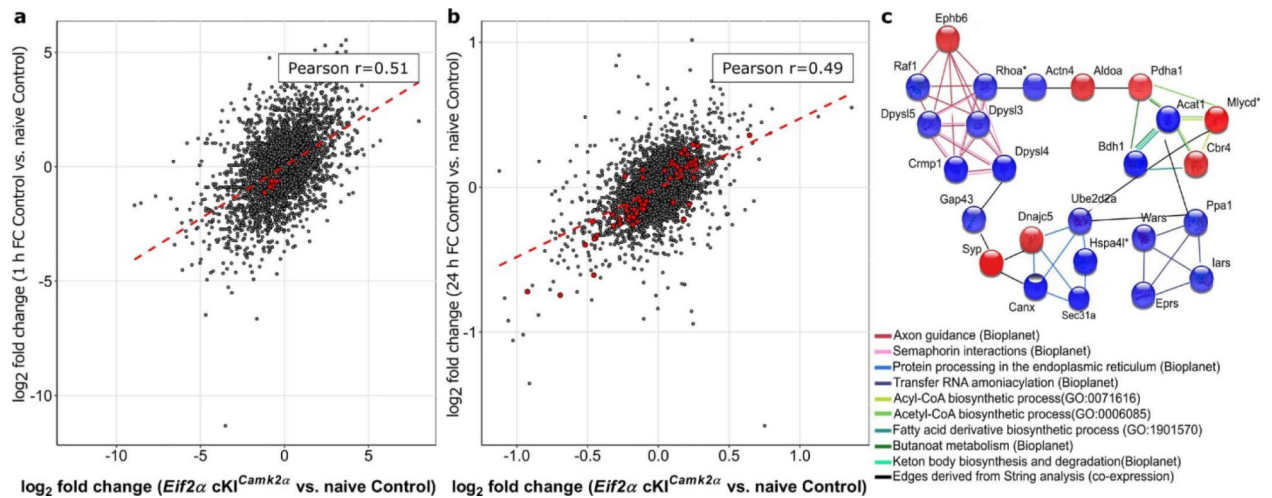 a
b
c
5
0
-5
-10
log2 fold change (1 h FC Control vs. naive Control)
Pearson r=0.51
-10
-5
0
5
log2 fold change (Eif2α cKI^Camk2α vs. naive Control)
1
0
-1
log2 fold change (24 h FC Control vs. naive Control)
Pearson r=0.49
-1.0
-0.5
0.0
0.5
1.0
log2 fold change (Eif2α cKI^Camk2α vs. naive Control)
Ephb6
Raf1
Rhoa*
Actn4
Aldoa
Pdha1
Acat1
Mlycd*
Dpysl5
Dpysl3
Bdh1
Cbr4
Crmp1
Dpysl4
Gap43
Ube2d2a
Ppa1
Dnajc5
Wars
Syp
Hspa4l*
Iars
Canx
Sec31a
Eprs
Axon guidance (Bioplanet)
Semaphorin interactions (Bioplanet)
Protein processing in the endoplasmic reticulum (Bioplanet)
Transfer RNA amoniacylation (Bioplanet)
Acyl-CoA biosynthetic process(GO:0071616)
Acetyl-CoA biosynthetic process(GO:0006085)
Fatty acid derivative biosynthetic process (GO:1901570)
Butanoat metabolism (Bioplanet)
Keton body biosynthesis and degradation(Bioplanet)
Edges derived from String analysis (co-expression)